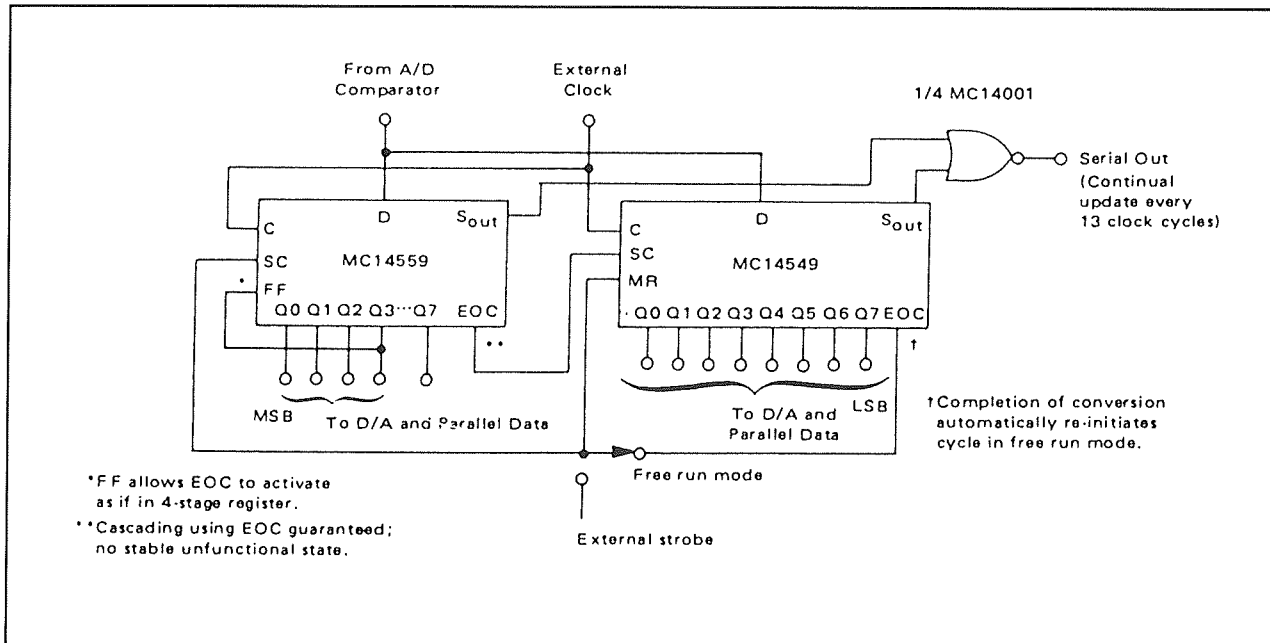 From A/D
Comparator
External
Clock
1/4 MC14001
Serial Out
(Continual
update every
13 clock cycles)
D
Sout
C
SC
* FF
MC14559
Q0 Q1 Q2 Q3···Q7 EOC
**
D
Sout
C
SC
MR
MC14549
Q0 Q1 Q2 Q3 Q4 Q5 Q6 Q7 EOC
†
MSB
To D/A and Parallel Data
LSB
To D/A and
Parallel Data
†Completion of conversion
automatically re-initiates
cycle in free run mode.
Free run mode
External strobe
*FF allows EOC to activate
as if in 4-stage register.
**Cascading using EOC guaranteed;
no stable unfunctional state.